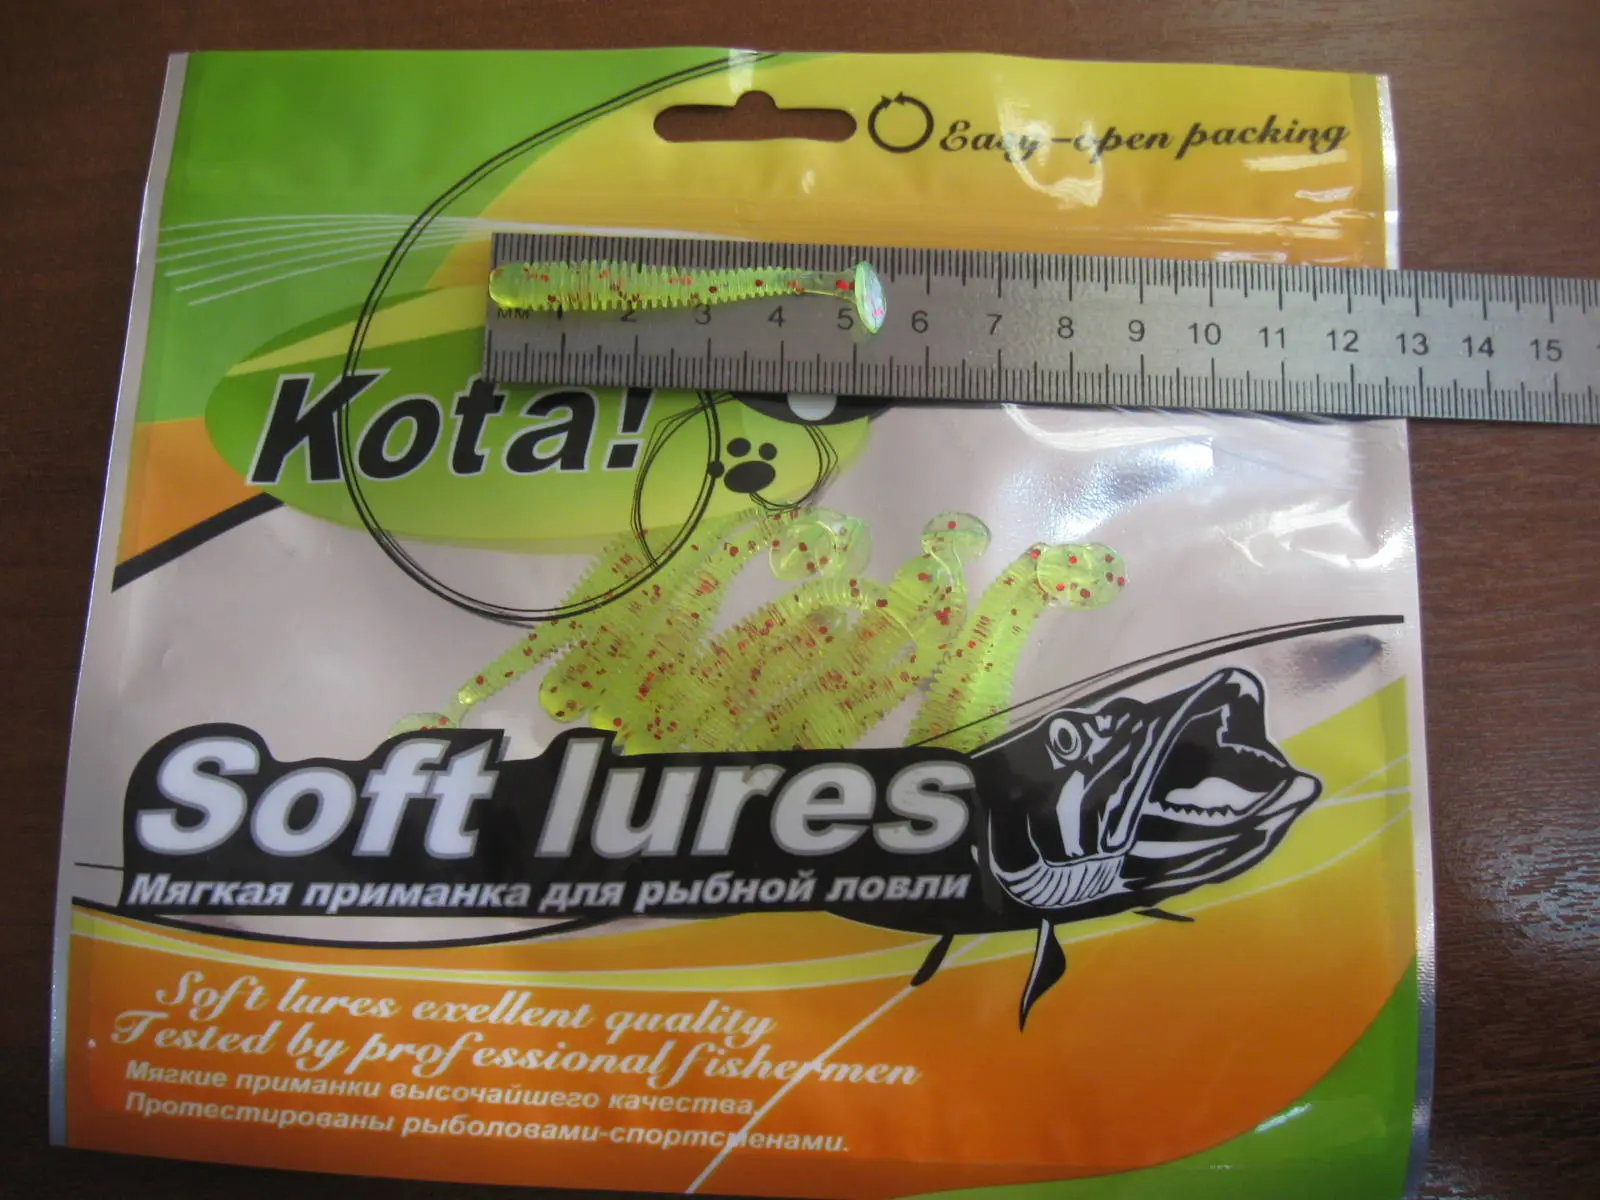 Easy-open packing
мм 1 2 3 4 5 6 7 8 9 10 11 12 13 14 15
Kota!
Soft lures
Мягкая приманка для рыбной ловли
Soft lures exellent quality
Tested by professional fishermen
Мягкие приманки высочайшего качества.
Протестированы рыболовами-спортсменами.